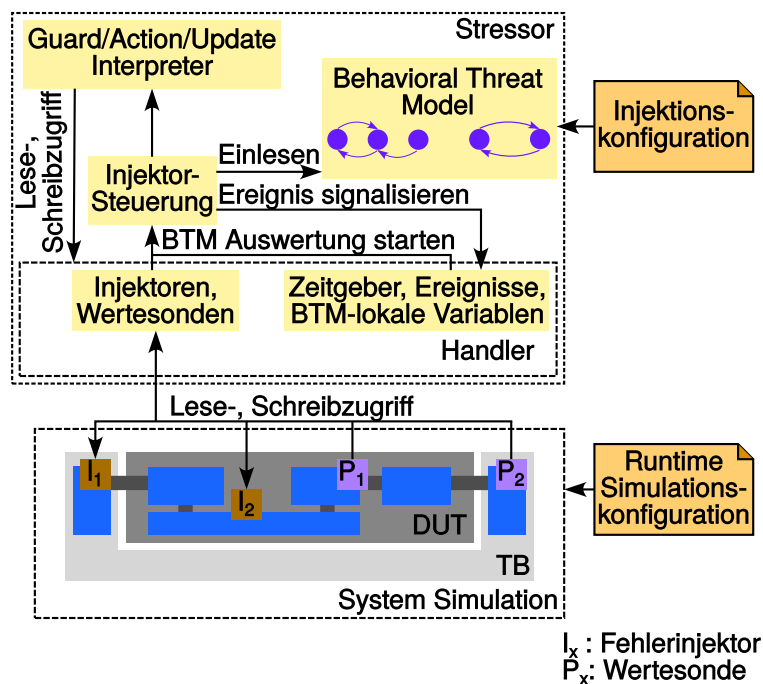 Stressor
Guard/Action/Update
Interpreter
Behavioral Threat
Model
Injektions-
konfiguration
Lese-,
Schreibzugriff
Injektor-
Steuerung
Einlesen
Ereignis signalisieren
BTM Auswertung starten
Injektoren,
Wertesonden
Zeitgeber, Ereignisse,
BTM-lokale Variablen
Handler
Lese-, Schreibzugriff
I1
I2
P1
P2
DUT
TB
System Simulation
Runtime
Simulations-
konfiguration
Ix : Fehlerinjektor
Px: Wertesonde